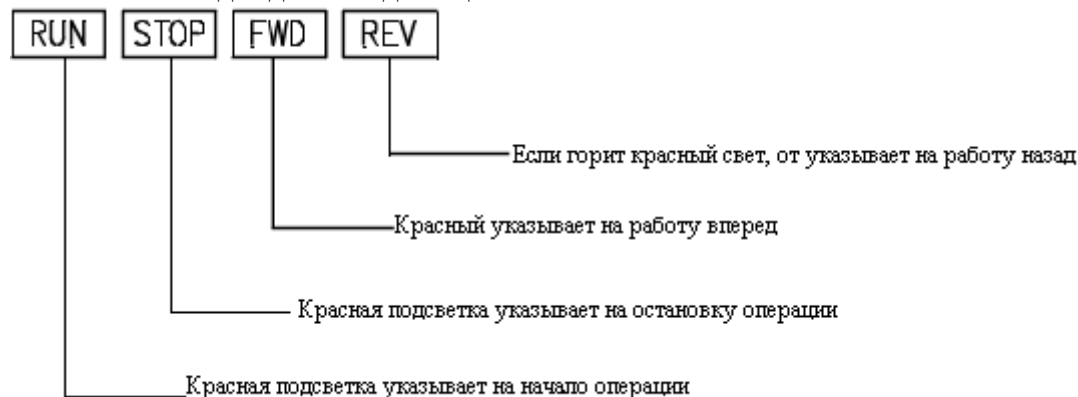 RUN STOP FWD REV
Если горит красный свет, от указывает на работу назад
Красный указывает на работу вперед
Красная подсветка указывает на остановку операции
Красная подсветка указывает на начало операции